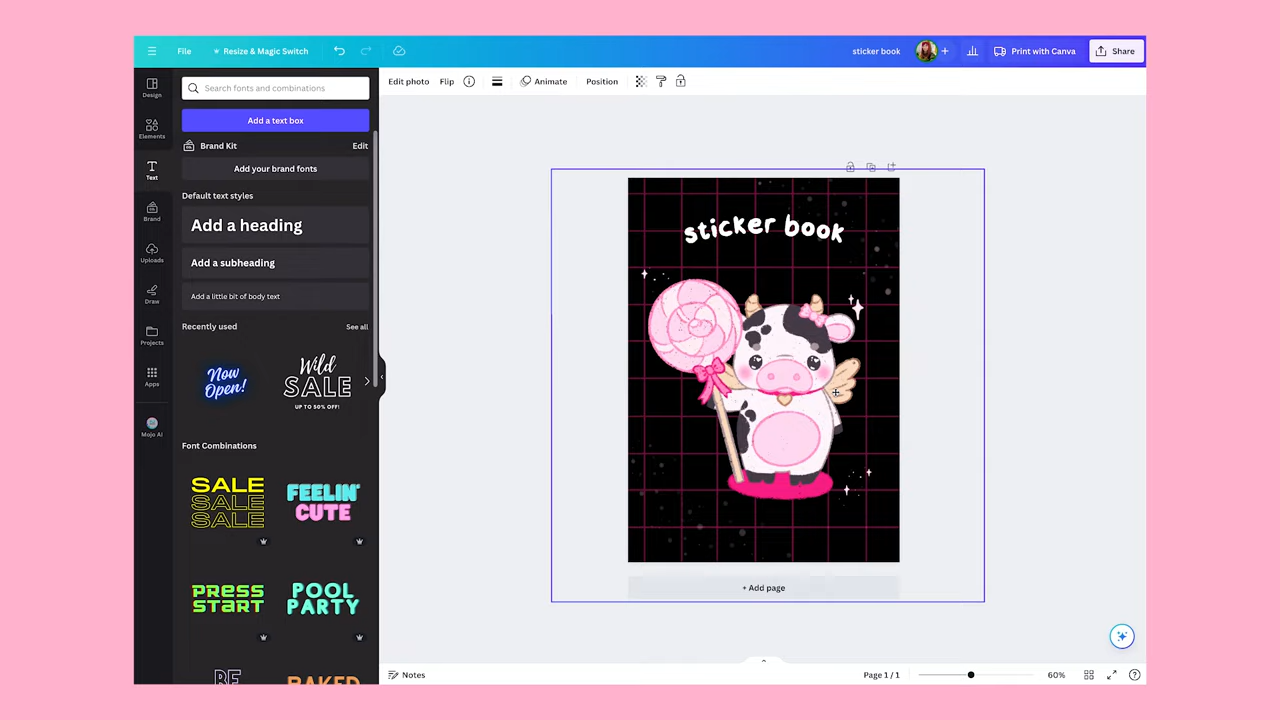 File
Resize & Magic Switch
sticker book
Print with Canva
Share
Design
Elements
Text
Brand
Uploads
Draw
Projects
Apps
Mojo AI
Search fonts and combinations
Add a text box
Brand Kit
Edit
Add your brand fonts
Default text styles
Add a heading
Add a subheading
Add a little bit of body text
Recently used
See all
Now
Open!
Wild
SALE
UP TO 50% OFF!
Font Combinations
SALE
SALE
SALE
FEELIN'
CUTE
PRESS
START
POOL
PARTY
BE
BAKED
Edit photo
Flip
Animate
Position
sticker book
+ Add page
Notes
Page 1 / 1
60%